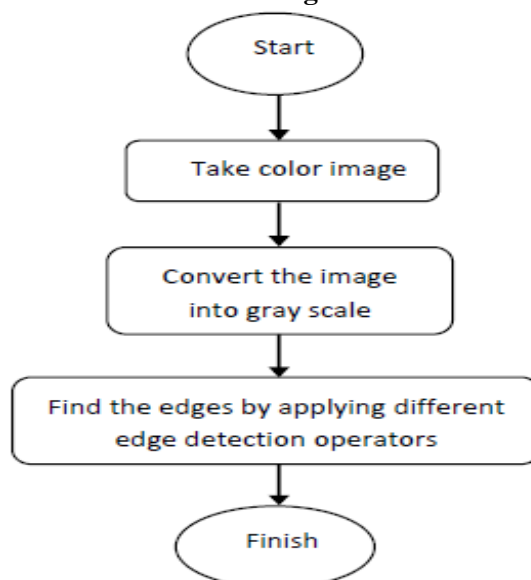 Start
Take color image
Convert the image
into gray scale
Find the edges by applying different
edge detection operators
Finish